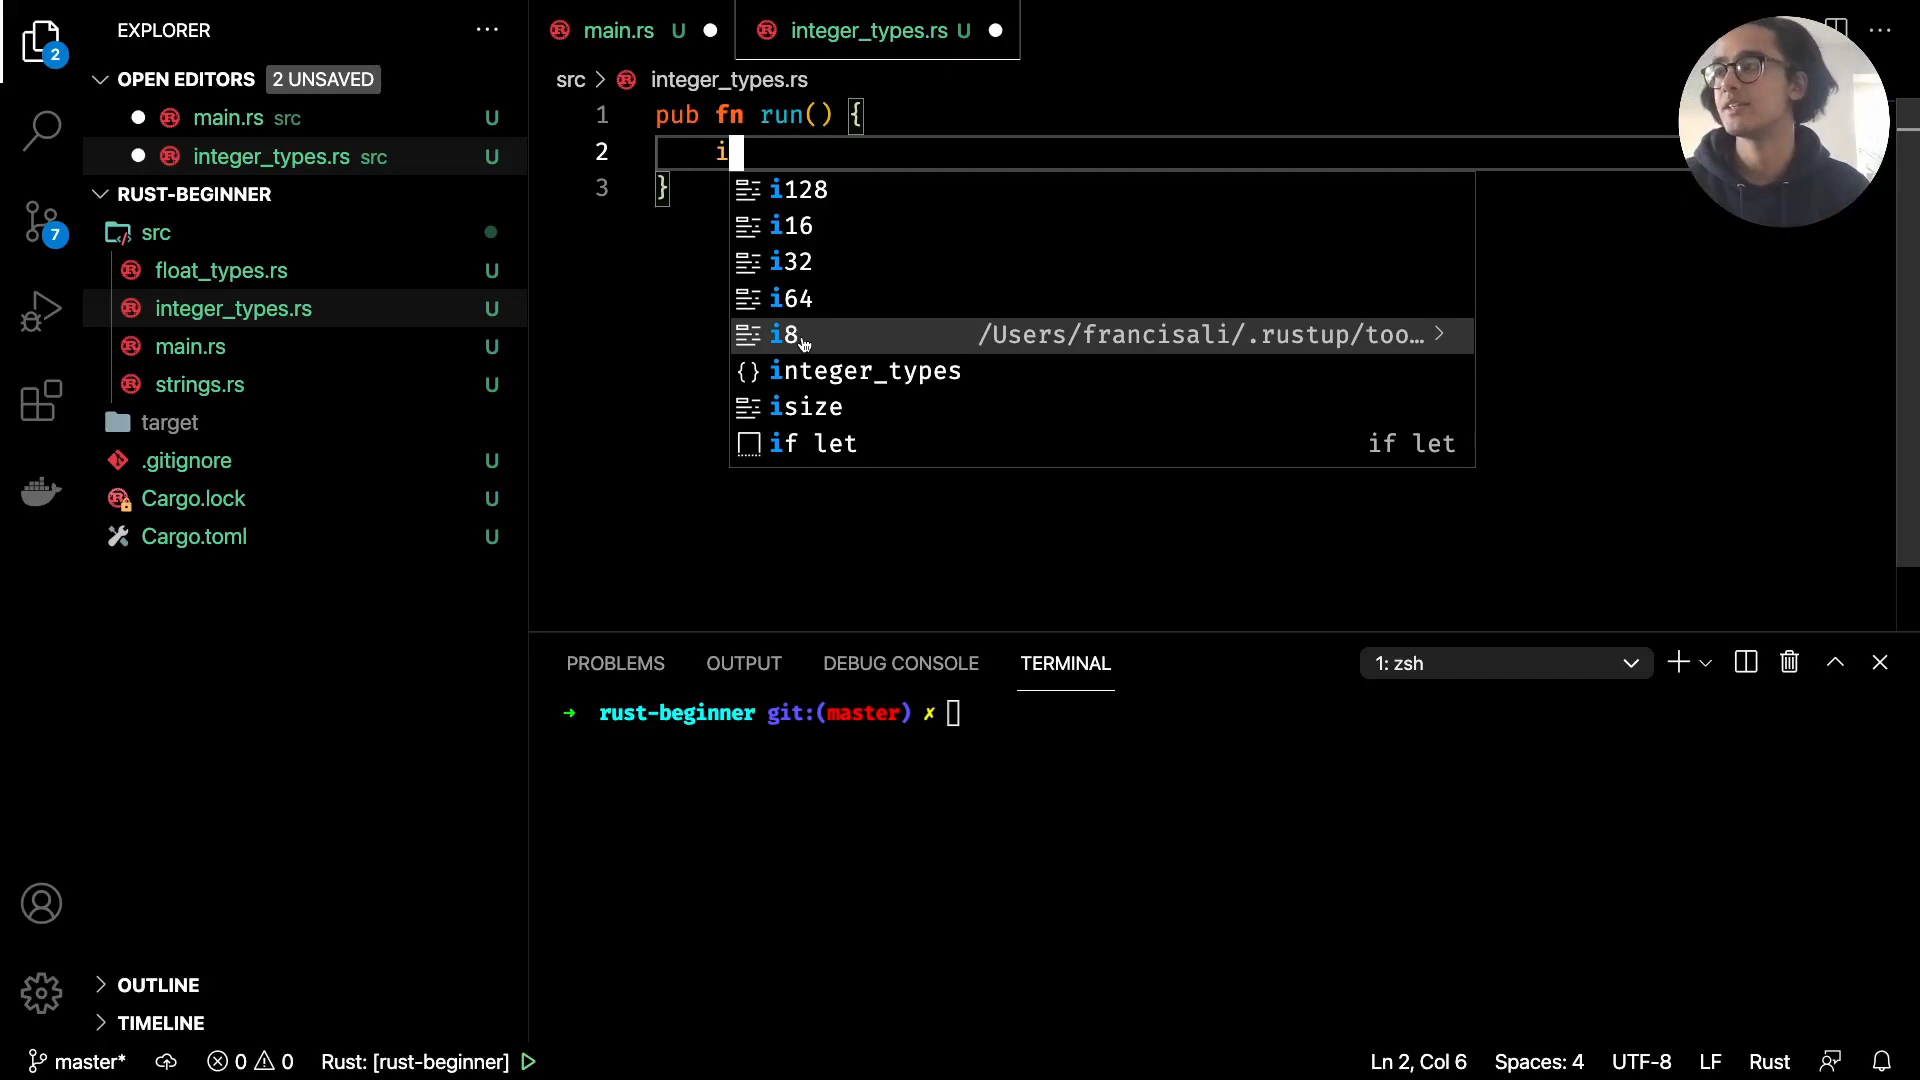 EXPLORER
OPEN EDITORS 2 UNSAVED
main.rs src U
integer_types.rs src U
RUST-BEGINNER
src
float_types.rs U
integer_types.rs U
main.rs U
strings.rs U
target
.gitignore U
Cargo.lock U
Cargo.toml U
OUTLINE
TIMELINE
2
7
main.rs U
integer_types.rs U
src > integer_types.rs
1 pub fn run() {
2 i
3 }
i128
i16
i32
i64
i8 /Users/francisali/.rustup/too…
integer_types
isize
if let if let
PROBLEMS OUTPUT DEBUG CONSOLE TERMINAL 1: zsh
→ rust-beginner git:(master) ✗
master* 0 0 Rust: [rust-beginner] Ln 2, Col 6 Spaces: 4 UTF-8 LF Rust